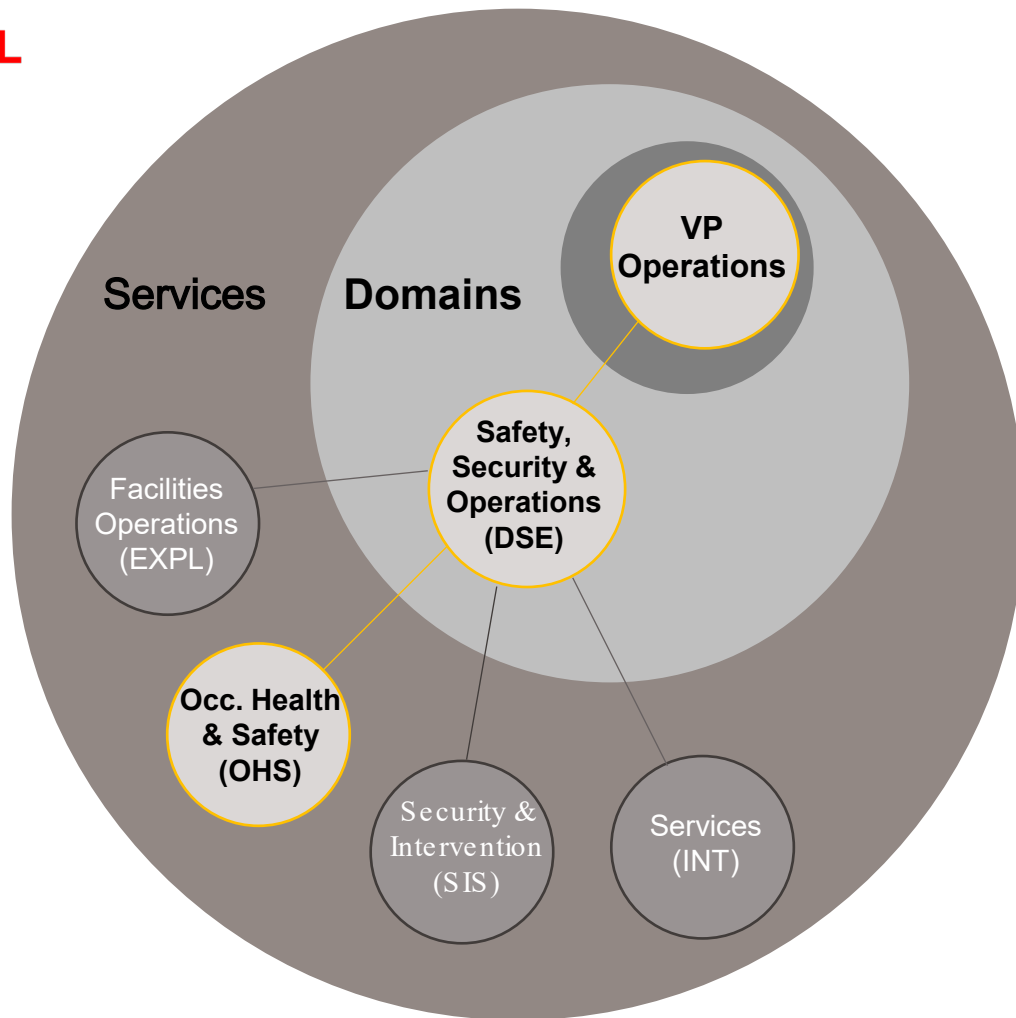 L
VP
Operations
Services
Domains
Safety,
Security &
Operations
(DSE)
Facilities
Operations
(EXPL)
Occ. Health
& Safety
(OHS)
Security &
Intervention
(SIS)
Services
(INT)